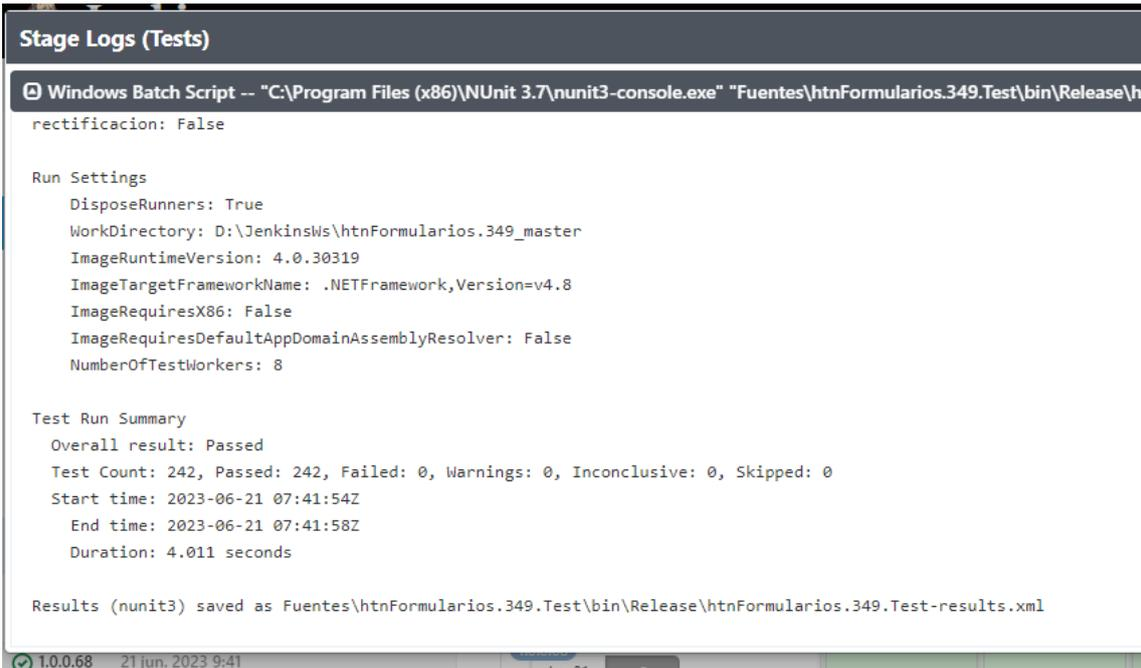 Stage Logs (Tests)
Windows Batch Script -- "C:\Program Files (x86)\NUnit 3.7\nunit3-console.exe" "Fuentes\htnFormularios.349.Test\bin\Release\h
rectificacion: False
Run Settings
DisposeRunners: True
WorkDirectory: D:\JenkinsWs\htnFormularios.349_master
ImageRuntimeVersion: 4.0.30319
ImageTargetFrameworkName: .NETFramework,Version=v4.8
ImageRequiresX86: False
ImageRequiresDefaultAppDomainAssemblyResolver: False
NumberOfTestWorkers: 8
Test Run Summary
Overall result: Passed
Test Count: 242, Passed: 242, Failed: 0, Warnings: 0, Inconclusive: 0, Skipped: 0
Start time: 2023-06-21 07:41:54Z
End time: 2023-06-21 07:41:58Z
Duration: 4.011 seconds
Results (nunit3) saved as Fuentes\htnFormularios.349.Test\bin\Release\htnFormularios.349.Test-results.xml
1.0.0.68 21 jun. 2023 9:41